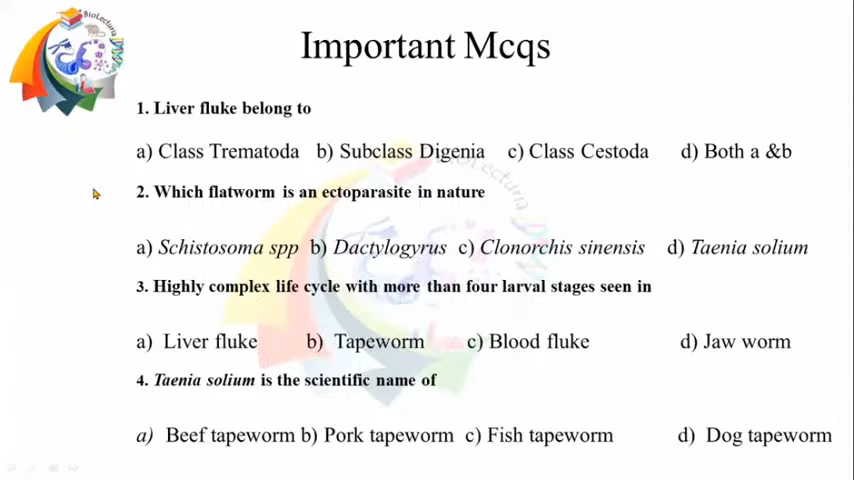 BioLecturia
Important Mcqs
1. Liver fluke belong to
a) Class Trematoda b) Subclass Digenia c) Class Cestoda d) Both a &b
2. Which flatworm is an ectoparasite in nature
a) Schistosoma spp b) Dactylogyrus c) Clonorchis sinensis d) Taenia solium
3. Highly complex life cycle with more than four larval stages seen in
a) Liver fluke b) Tapeworm c) Blood fluke d) Jaw worm
4. Taenia solium is the scientific name of
a) Beef tapeworm b) Pork tapeworm c) Fish tapeworm d) Dog tapeworm